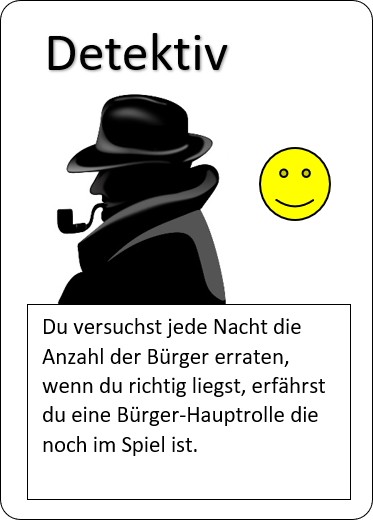 Detektiv
Du versuchst jede Nacht die
Anzahl der Bürger erraten,
wenn du richtig liegst, erfährst
du eine Bürger-Hauptrolle die
noch im Spiel ist.